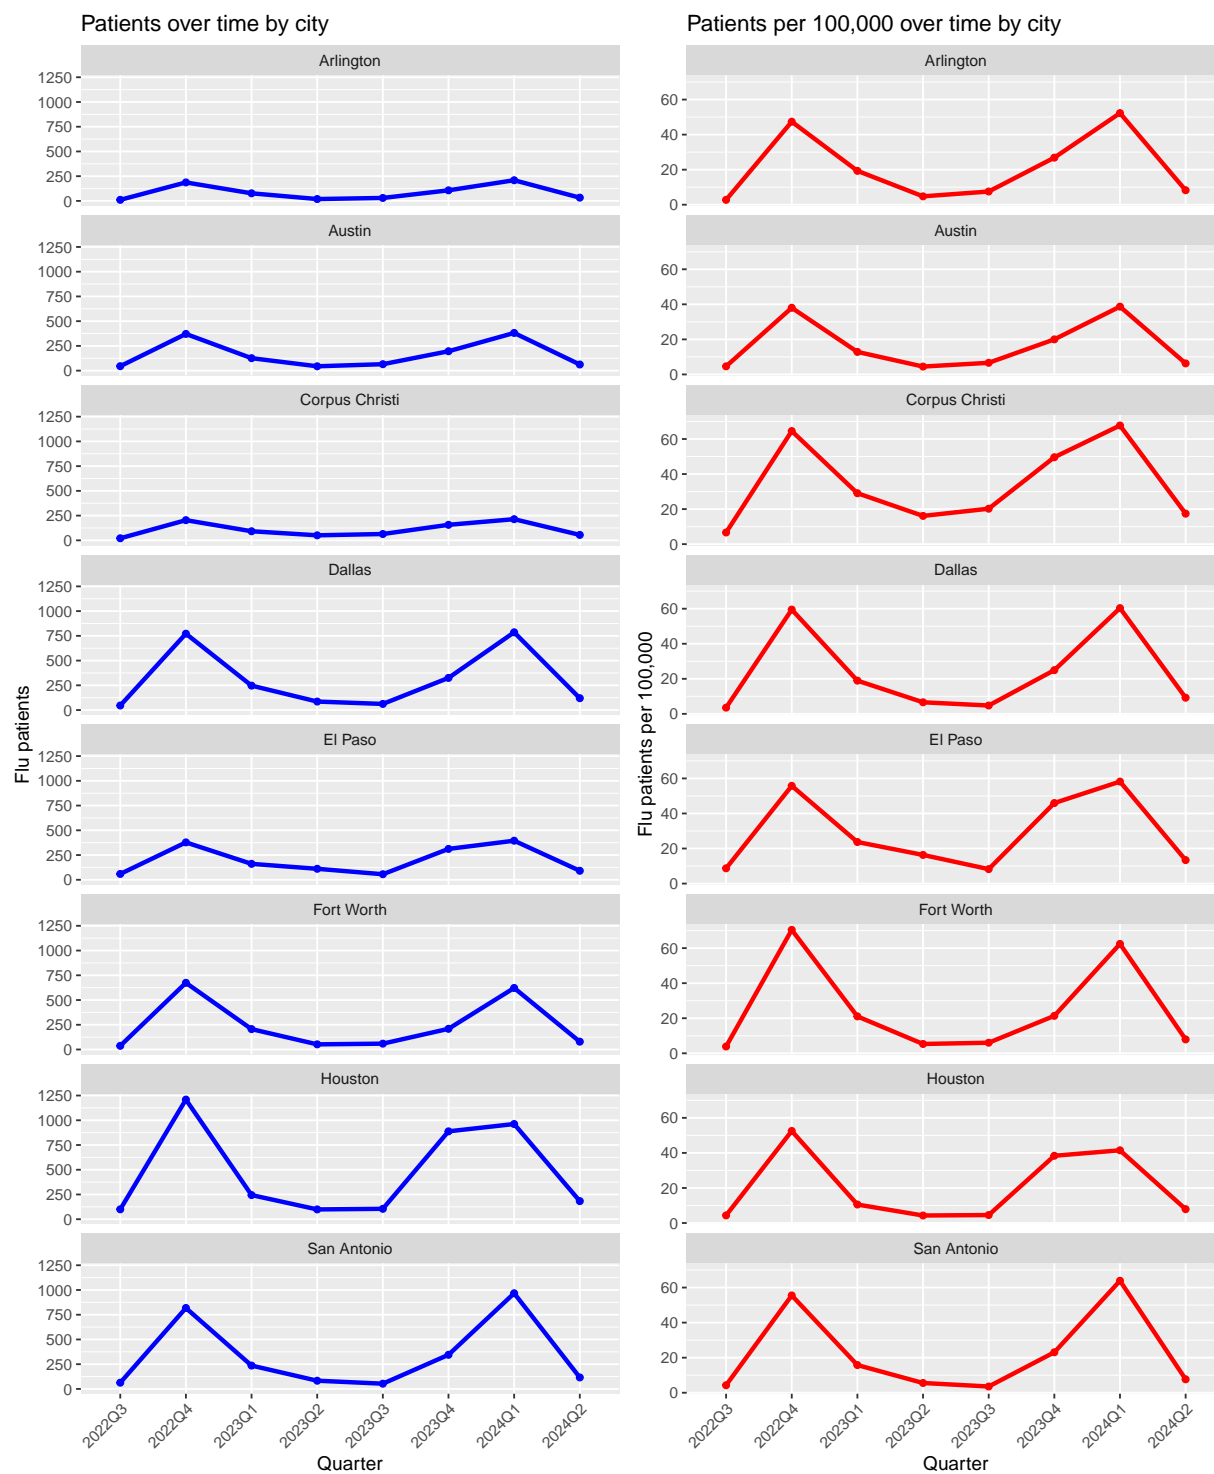 Patients over time by city
Arlington
1250
1000
750
500
250
0
Austin
1250
1000
750
500
250
0
Corpus Christi
1250
1000
750
500
250
0
Dallas
1250
1000
750
500
250
0
El Paso
1250
1000
750
500
250
0
Fort Worth
1250
1000
750
500
250
0
Houston
1250
1000
750
500
250
0
San Antonio
1250
1000
750
500
250
0
Flu patients
2022Q3
2022Q4
2023Q1
2023Q2
2023Q3
2023Q4
2024Q1
2024Q2
Quarter
Patients per 100,000 over time by city
Arlington
60
40
20
0
Austin
60
40
20
0
Corpus Christi
60
40
20
0
Dallas
60
40
20
0
El Paso
60
40
20
0
Fort Worth
60
40
20
0
Houston
60
40
20
0
San Antonio
60
40
20
0
Flu patients per 100,000
2022Q3
2022Q4
2023Q1
2023Q2
2023Q3
2023Q4
2024Q1
2024Q2
Quarter